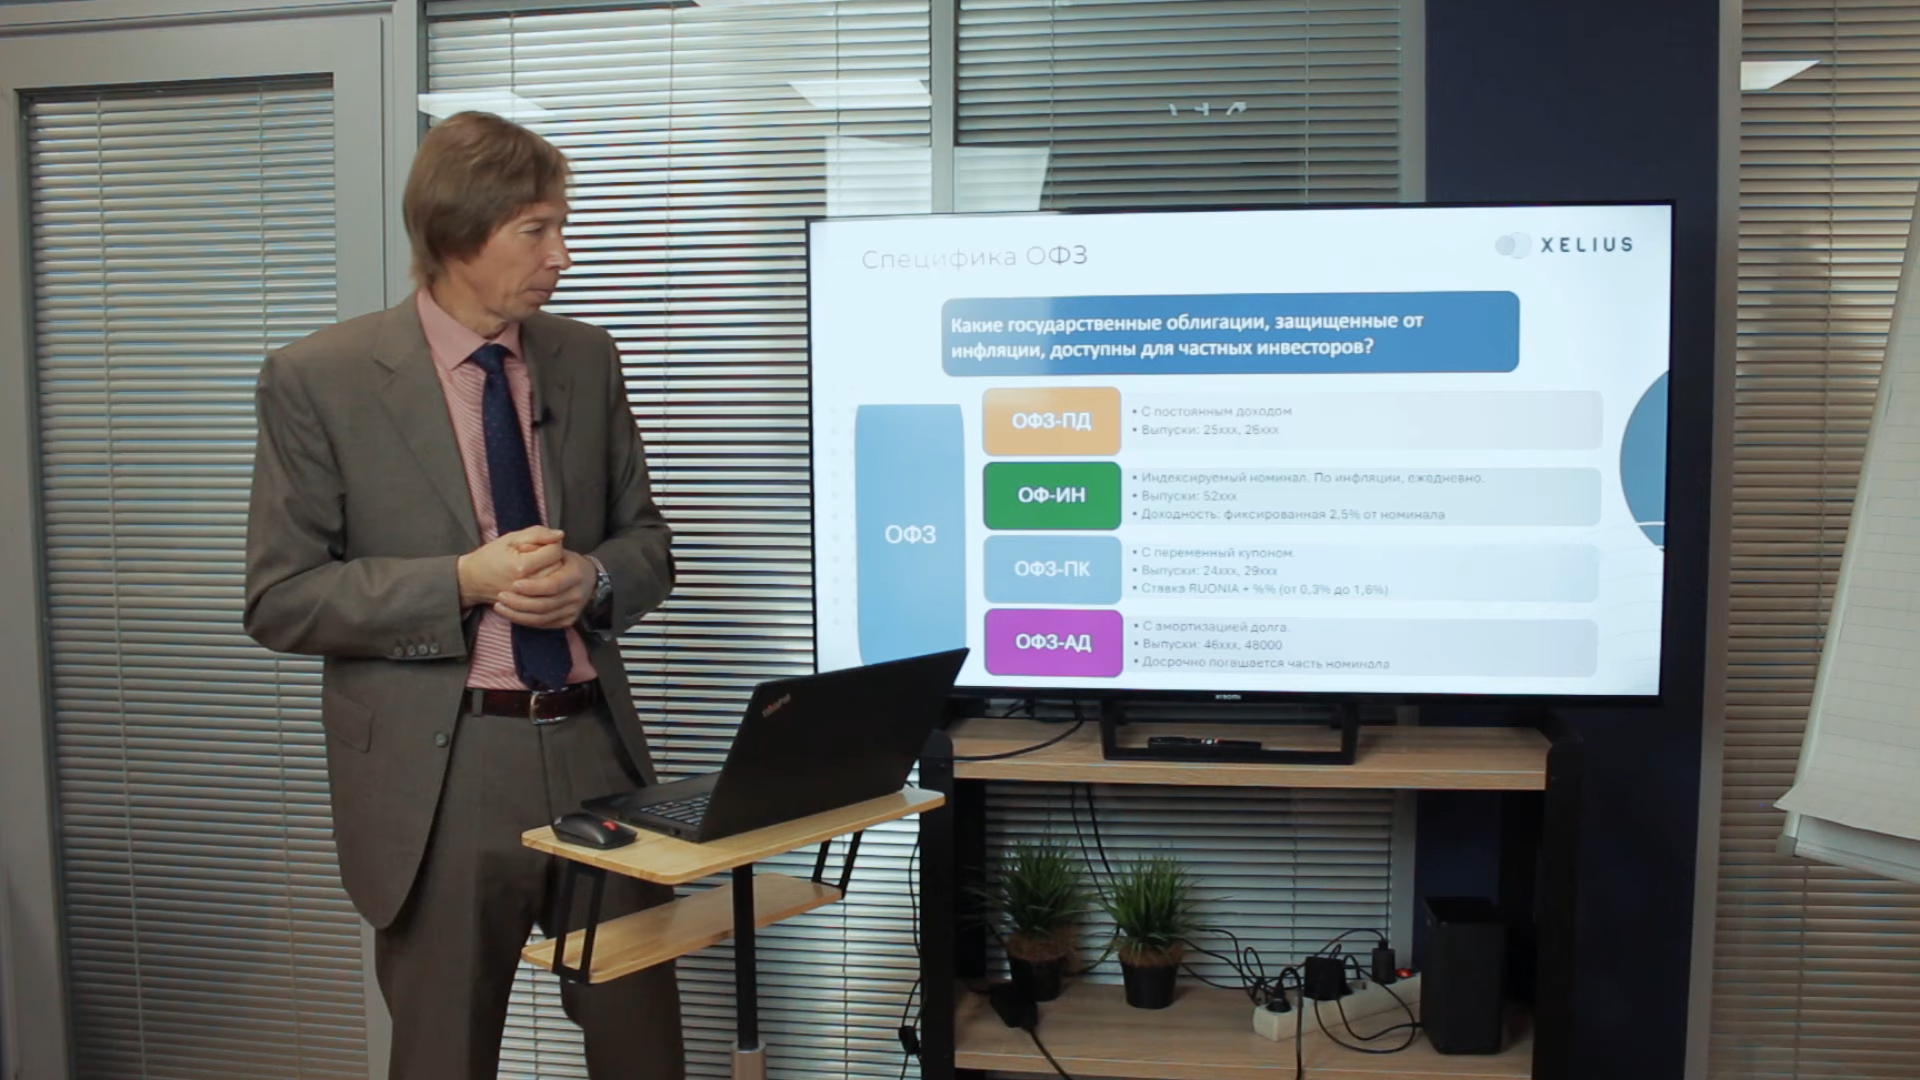 Специфика ОФЗ
XELIUS
Какие государственные облигации, защищенные от
инфляции, доступны для частных инвесторов?
ОФЗ
ОФЗ-ПД
• С постоянным доходом
• Выпуски: 25xxx, 26xxx
ОФ-ИН
• Индексируемый номинал. По инфляции, ежедневно.
• Выпуски: 52xxx
• Доходность: фиксированная 2,5% от номинала
ОФЗ-ПК
• С переменный купоном.
• Выпуски: 24xxx, 29xxx
• Ставка RUONIA + %% (от 0,3% до 1,6%)
ОФЗ-АД
• С амортизацией долга.
• Выпуски: 46xxx, 48000
• Досрочно погашается часть номинала
xiaomi
ThinkPad